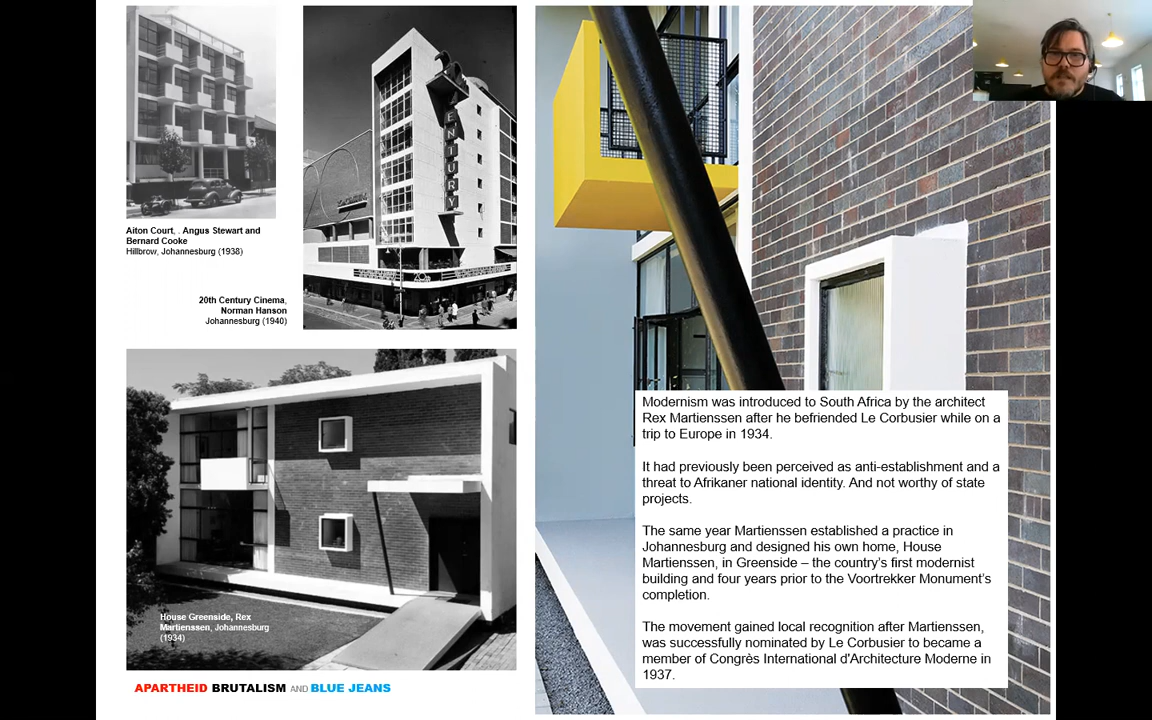 Aiton Court, . Angus Stewart and
Bernard Cooke
Hillbrow, Johannesburg (1938)
20th Century Cinema,
Norman Hanson
Johannesburg (1940)
CENTURY
House Greenside, Rex
Martienssen, Johannesburg
(1934)
APARTHEID BRUTALISM AND BLUE JEANS
Modernism was introduced to South Africa by the architect
Rex Martienssen after he befriended Le Corbusier while on a
trip to Europe in 1934.
It had previously been perceived as anti-establishment and a
threat to Afrikaner national identity. And not worthy of state
projects.
The same year Martienssen established a practice in
Johannesburg and designed his own home, House
Martienssen, in Greenside – the country's first modernist
building and four years prior to the Voortrekker Monument's
completion.
The movement gained local recognition after Martienssen,
was successfully nominated by Le Corbusier to became a
member of Congrès International d'Architecture Moderne in
1937.